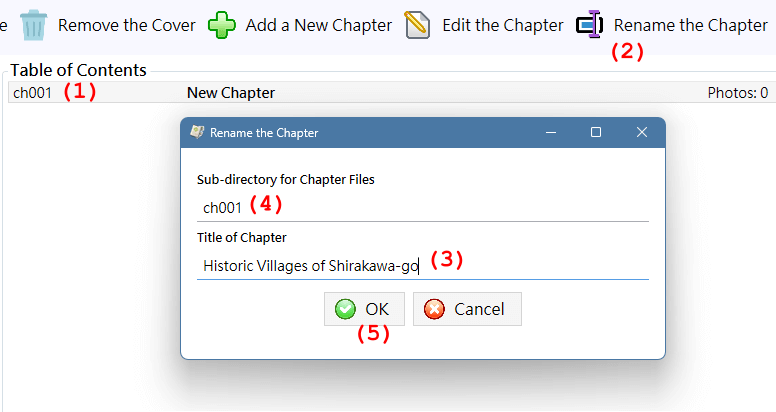 e Remove the Cover Add a New Chapter Edit the Chapter Rename the Chapter
(2)
Table of Contents
ch001 (1) New Chapter Photos: 0
Rename the Chapter
Sub-directory for Chapter Files
ch001 (4)
Title of Chapter
Historic Villages of Shirakawa-go (3)
OK Cancel
(5)